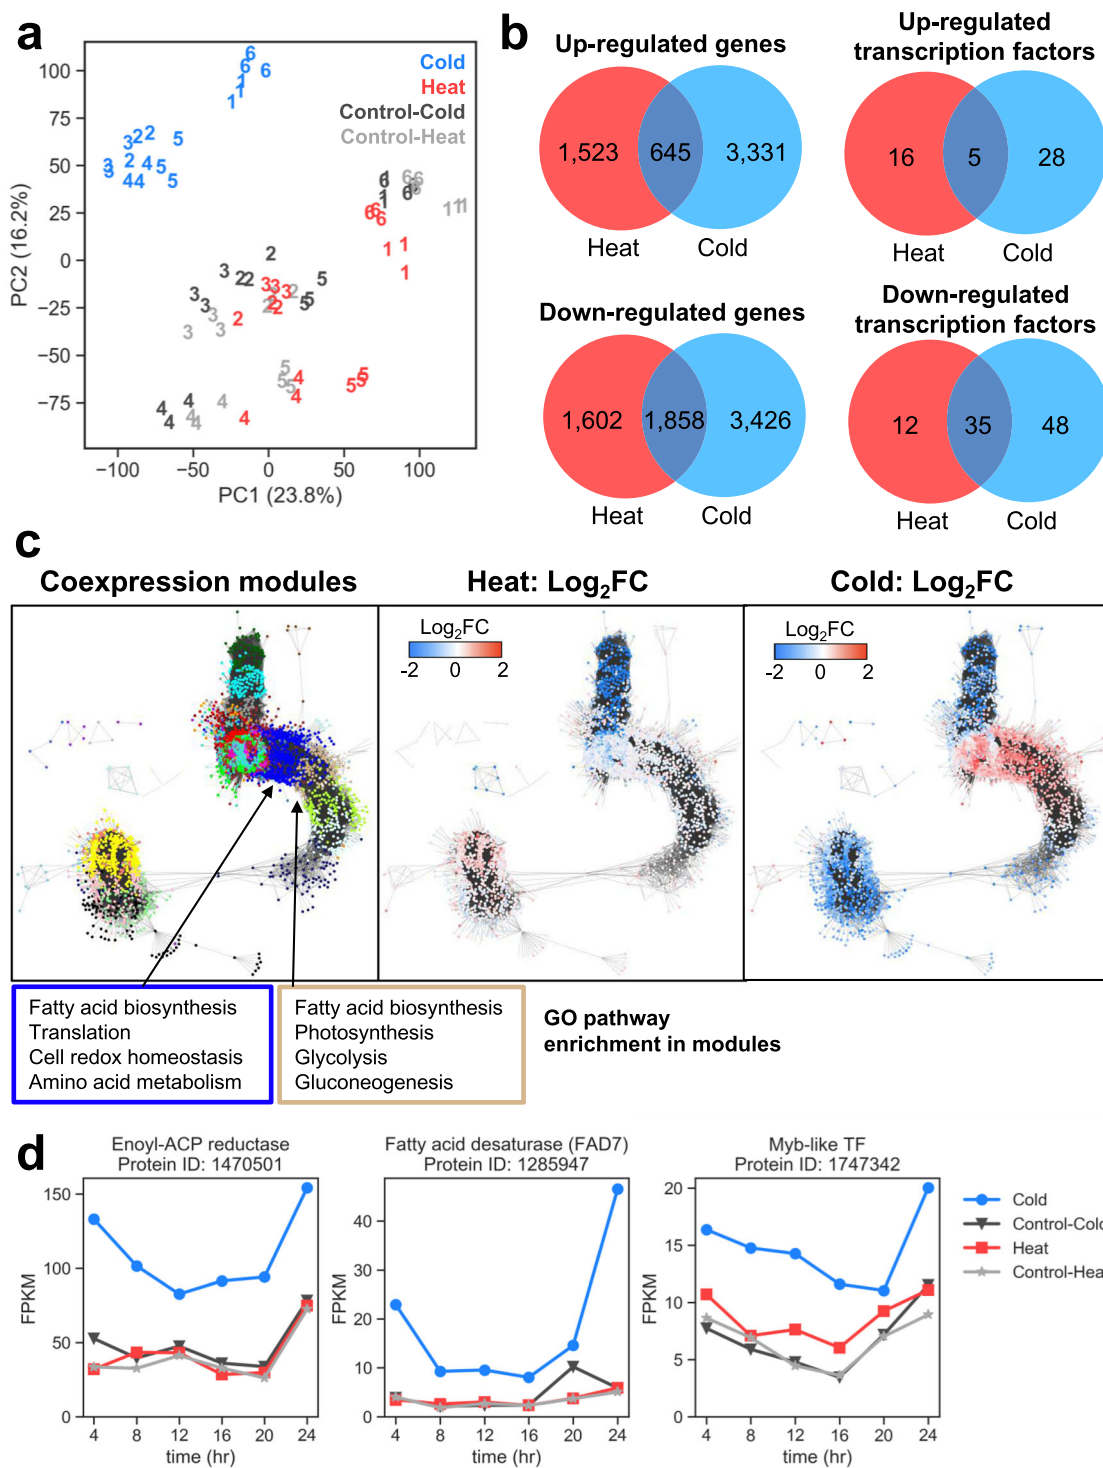 a
Cold
Heat
Control-Cold
Control-Heat
PC2 (16.2%)
100
75
50
25
0
−25
−50
−75
−100
−50
0
50
100
PC1 (23.8%)
b
Up-regulated genes
1,523
645
3,331
Heat
Cold
Up-regulated
transcription factors
16
5
28
Heat
Cold
Down-regulated genes
1,602
1,858
3,426
Heat
Cold
Down-regulated
transcription factors
12
35
48
Heat
Cold
c
Coexpression modules
Heat: Log2FC
Cold: Log2FC
Log2FC
-2 0 2
Log2FC
-2 0 2
Fatty acid biosynthesis
Translation
Cell redox homeostasis
Amino acid metabolism
Fatty acid biosynthesis
Photosynthesis
Glycolysis
Gluconeogenesis
GO pathway
enrichment in modules
d
Enoyl-ACP reductase
Protein ID: 1470501
FPKM
150
100
50
0
4 8 12 16 20 24
time (hr)
Fatty acid desaturase (FAD7)
Protein ID: 1285947
FPKM
40
30
20
10
0
4 8 12 16 20 24
time (hr)
Myb-like TF
Protein ID: 1747342
FPKM
20
15
10
5
0
4 8 12 16 20 24
time (hr)
Cold
Control-Cold
Heat
Control-Hea